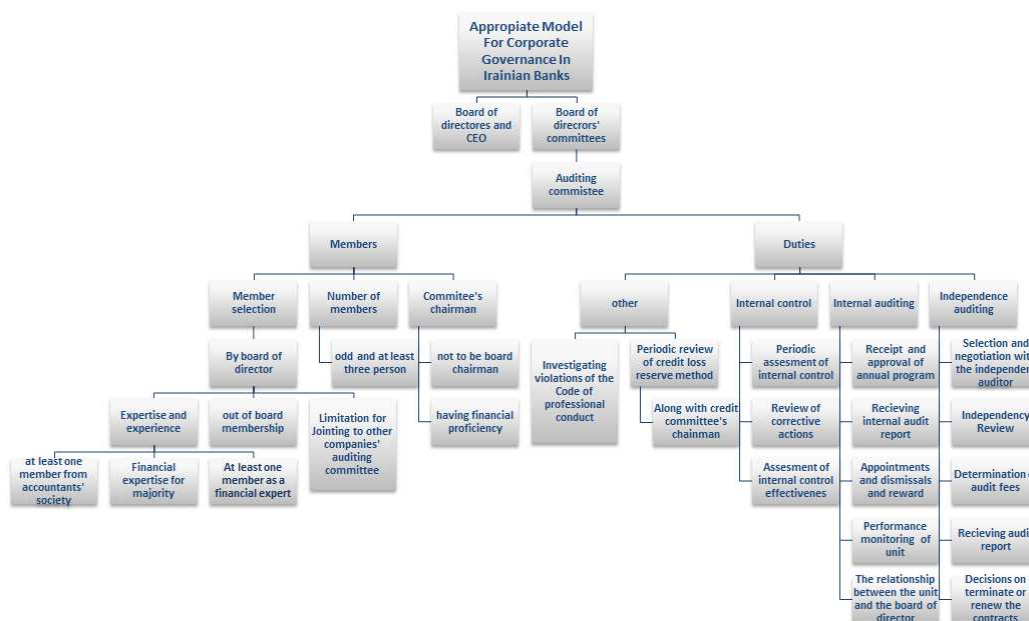 Appropiate Model
For Corporate
Governance In
Irainian Banks
Board of
directores and
CEO
Board of
direcrors'
committees
Auditing
commistee
Members
Duties
Member
selection
Number of
members
Commitee's
chairman
other
Internal control
Internal auditing
Independence
auditing
By board of
director
odd and at least
three person
not to be board
chairman
Investigating
violations of the
Code of
professional
conduct
Periodic review
of credit loss
reserve method
Periodic
assesment of
internal control
Receipt and
approval of
annual program
Selection and
negotiation with
the independent
auditor
Expertise and
experience
out of board
membership
Limitation for
Jointing to other
companies'
auditing
committee
having financial
proficiency
Along with credit
committee's
chainman
Review of
corrective
actions
Recieving
internal audit
report
Independency
Review
at least one
member from
accountants'
society
Financial
expertise for
majority
At least one
member as a
financial expert
Assesment of
internal control
effectivenes
Appointments
and dismissals
and reward
Determination
audit fees
Performance
monitoring of
unit
Recieving audit
report
The relationship
between the unit
and the board of
director
Decisions on
terminate or
renew the
contracts